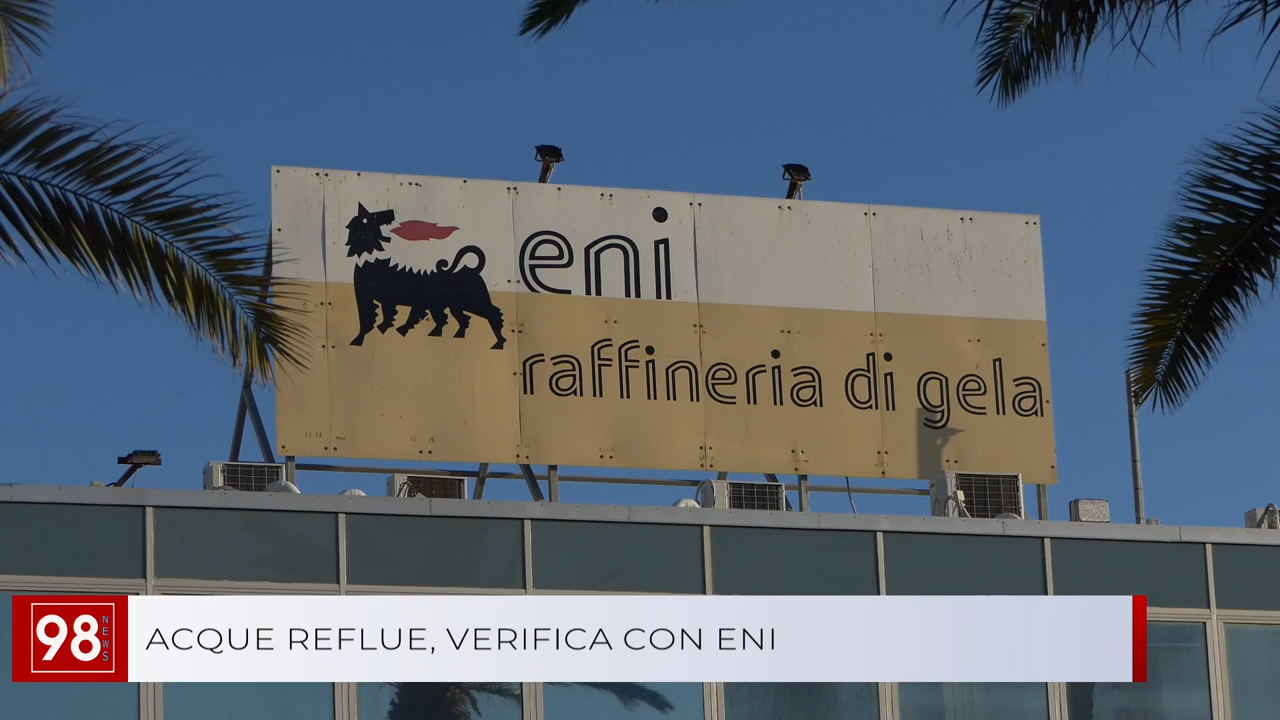 eni
raffineria di gela
98 NEWS
ACQUE REFLUE, VERIFICA CON ENI